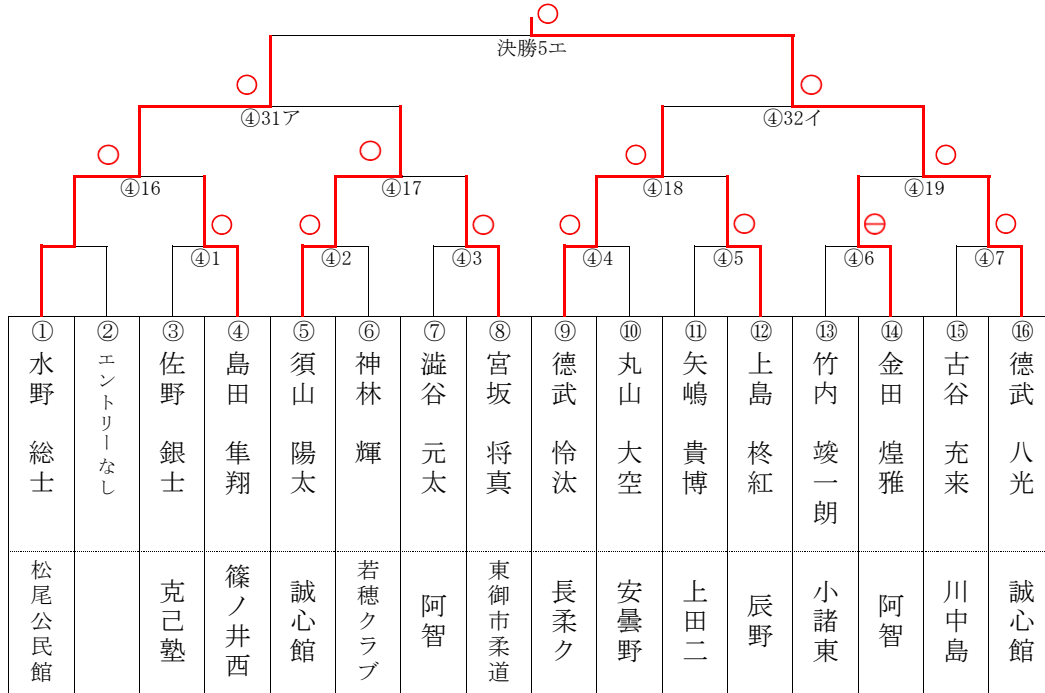 決勝5エ
④31ア
④32イ
④16
④17
④18
④19
④1
④2
④3
④4
④5
④6
④7
①
②
③
④
⑤
⑥
⑦
⑧
⑨
⑩
⑪
⑫
⑬
⑭
⑮
⑯
水野 総士
エントリーなし
佐野 銀士
島田 隼翔
須山 陽太
神林 輝
澁谷 元太
宮坂 将真
德武 怜汰
丸山 大空
矢嶋 貴博
上島 柊紅
竹内 竣一朗
金田 煌雅
古谷 充来
德武 八光
松尾公民館
克己塾
篠ノ井西
誠心館
若穂クラブ
阿智
東御市柔道
長柔ク
安曇野
上田二
辰野
小諸東
阿智
川中島
誠心館